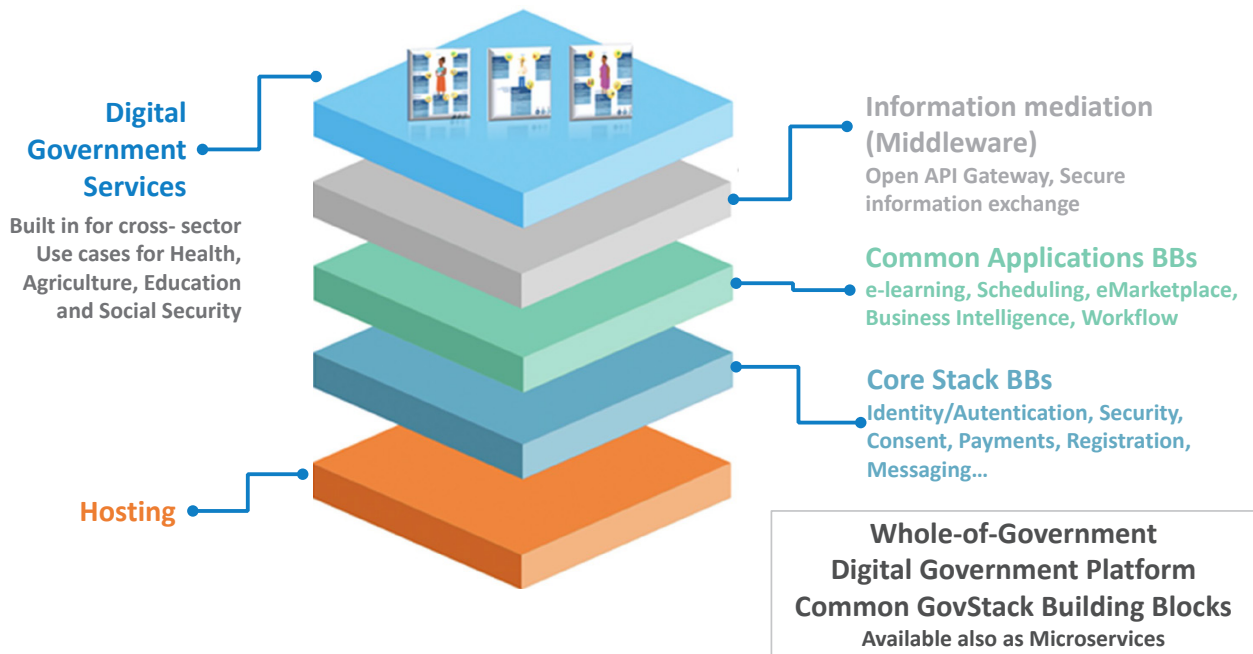 Digital
Government
Services
Built in for cross- sector
Use cases for Health,
Agriculture, Education
and Social Security
Hosting
Information mediation
(Middleware)
Open API Gateway, Secure
information exchange
Common Applications BBs
e-learning, Scheduling, eMarketplace,
Business Intelligence, Workflow
Core Stack BBs
Identity/Autentication, Security,
Consent, Payments, Registration,
Messaging…
Whole-of-Government
Digital Government Platform
Common GovStack Building Blocks
Available also as Microservices